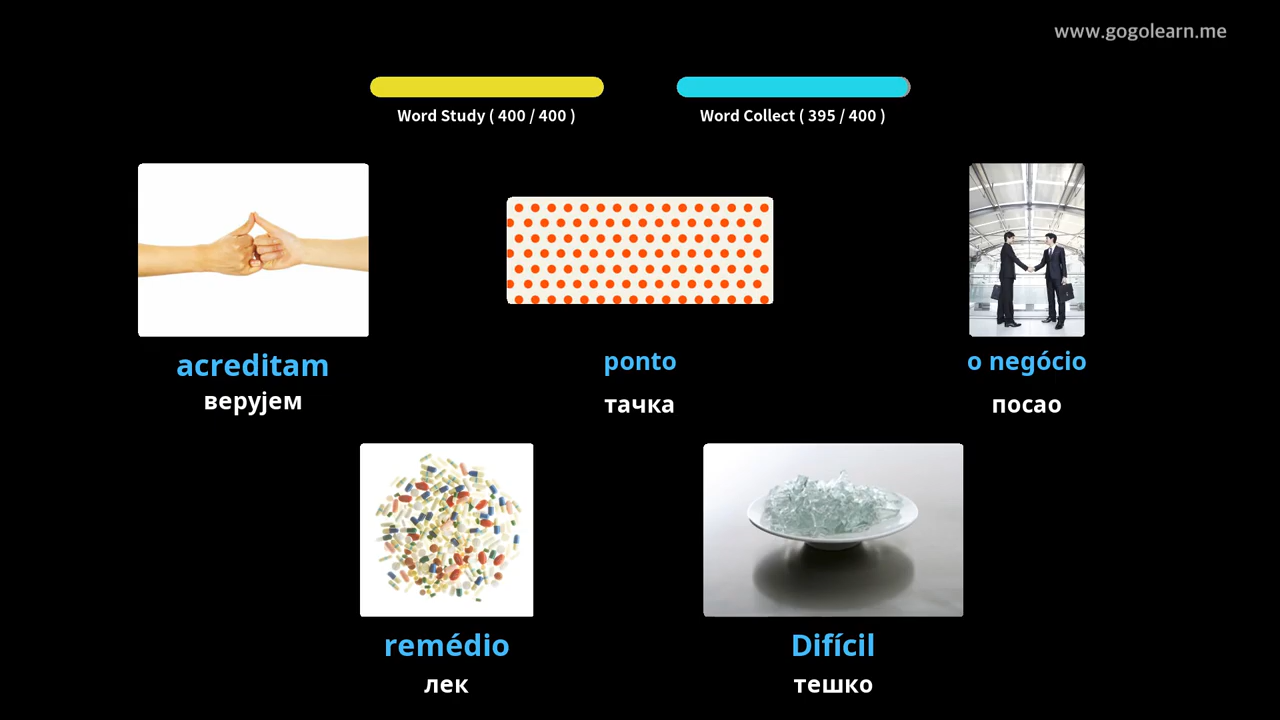 www.gogolearn.me
Word Study ( 400 / 400 )
Word Collect ( 395 / 400 )
acreditam
верујем
ponto
тачка
o negócio
посао
remédio
лек
Difícil
тешко